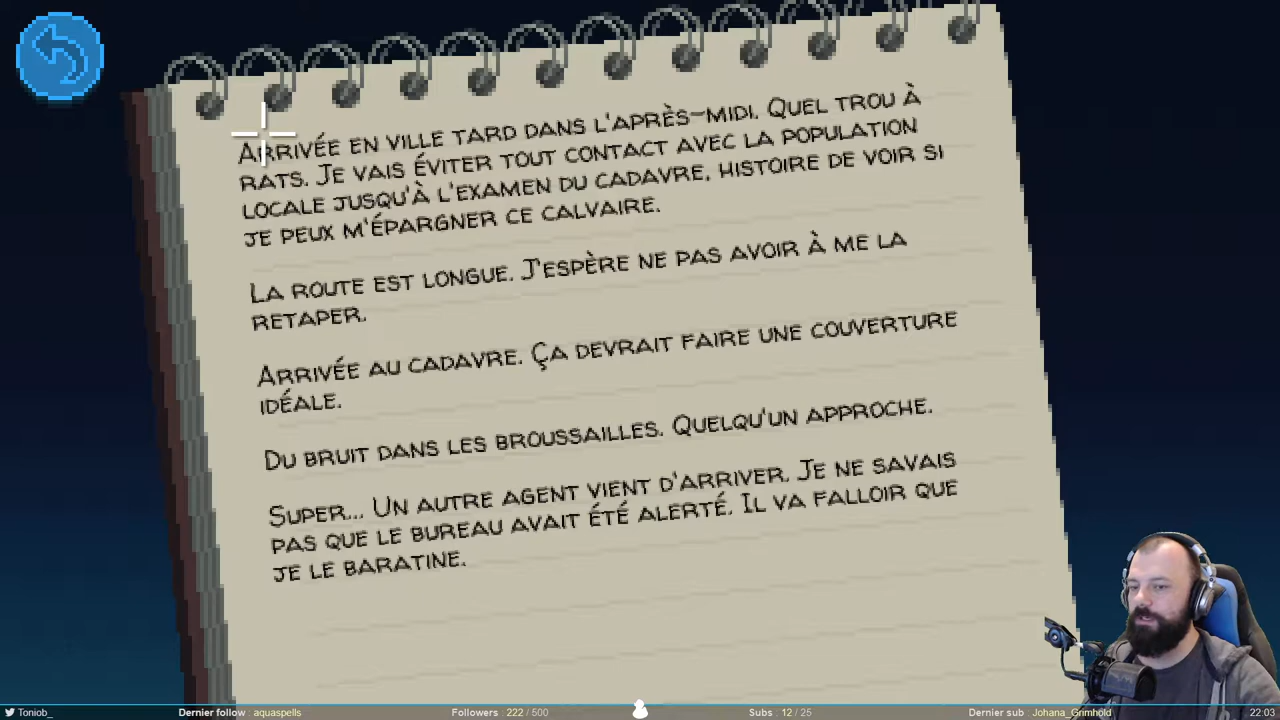 Arrivée en ville tard dans l'après-midi. Quel trou à
rats. Je vais éviter tout contact avec la population
locale jusqu'à l'examen du cadavre, histoire de voir si
je peux m'épargner ce calvaire.
La route est longue. J'espère ne pas avoir à me la
retaper.
Arrivée au cadavre. Ça devrait faire une couverture
idéale.
Du bruit dans les broussailles. Quelqu'un approche.
Super... Un autre agent vient d'arriver. Je ne savais
pas que le bureau avait été alerté. Il va falloir que
je le baratine.
Toniob_ Dernier follow : aquaspells Followers : 222 / 500 Subs : 12 / 25 Dernier sub : Johana_Grimhold 22:03